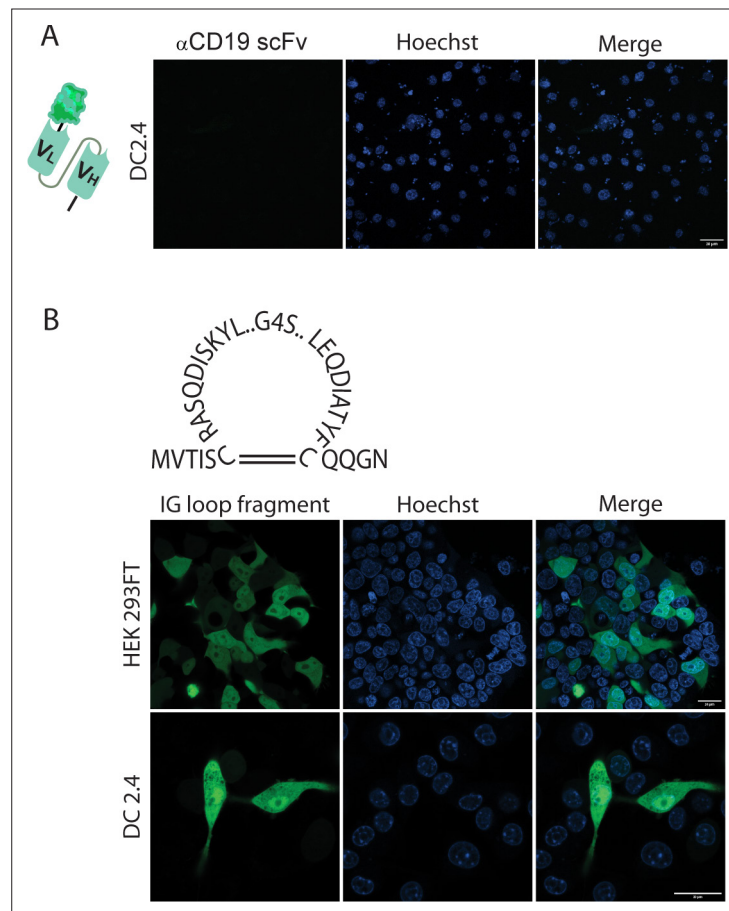 A
αCD19 scFv Hoechst Merge
VL
VH
DC2.4
B
RASQDISKYL..G4S.. LEQDIATYF
MVTISC CQQGN
IG loop fragment Hoechst Merge
HEK 293FT
DC 2.4